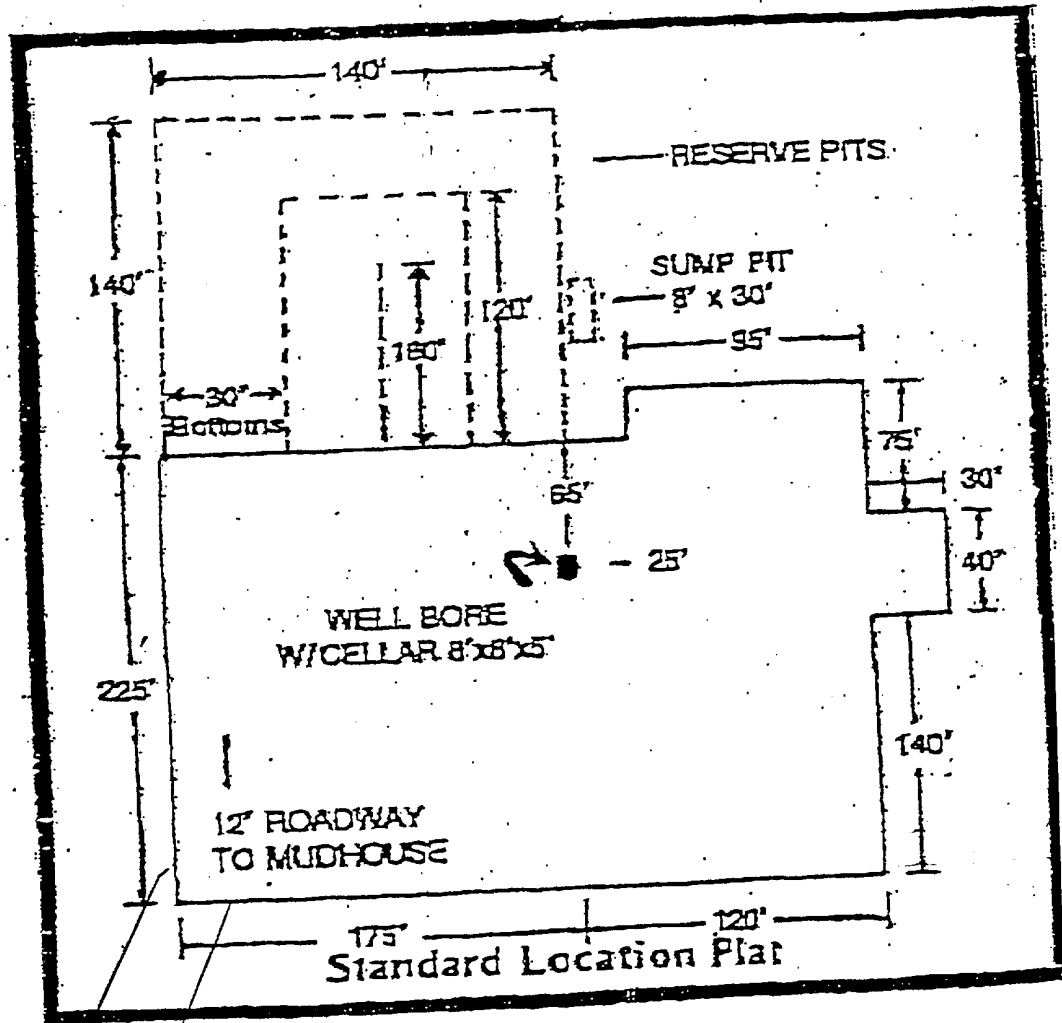 140'
RESERVE PITS
SUMP PIT
8' x 30'
140'
120'
160'
95'
30'
Bottoms
75'
30'
65'
25'
40'
WELL BORE
W/CELLAR 8'x8'x5'
225'
140'
12' ROADWAY
TO MUDHOUSE
175'
120'
Standard Location Plat